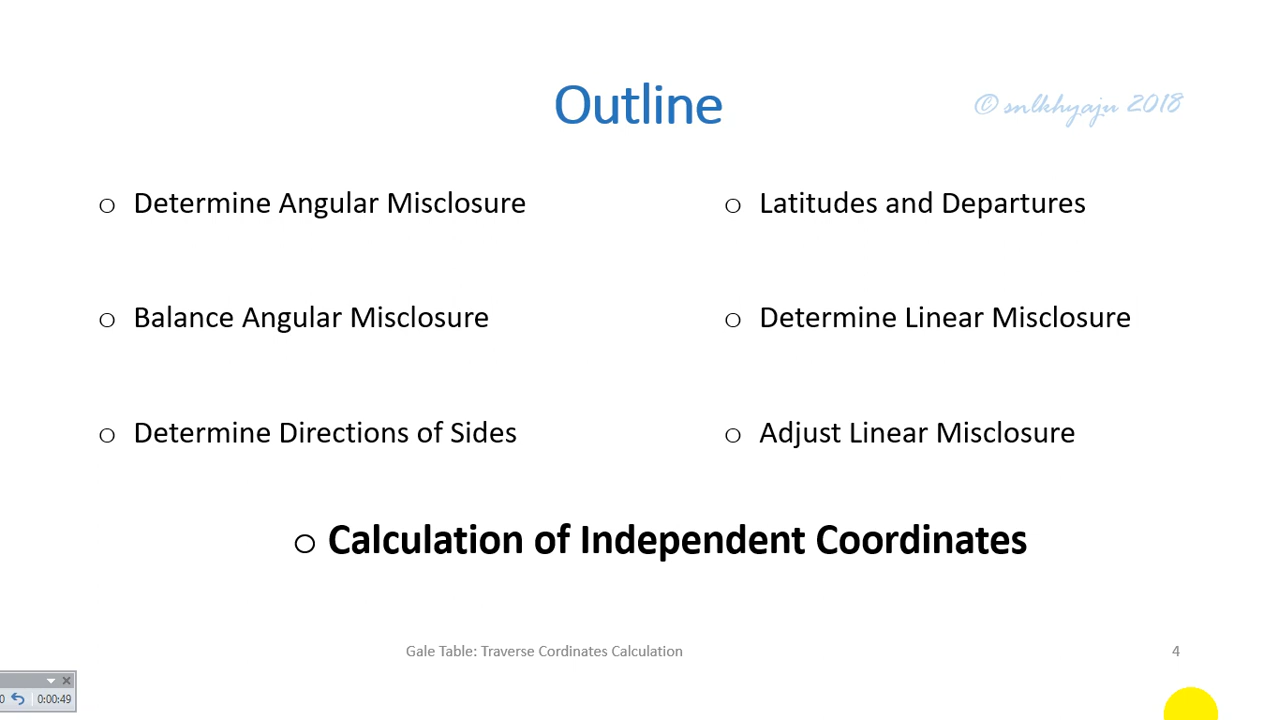 Outline
© snlkhyaju 2018
○ Determine Angular Misclosure
○ Balance Angular Misclosure
○ Determine Directions of Sides
○ Latitudes and Departures
○ Determine Linear Misclosure
○ Adjust Linear Misclosure
○ Calculation of Independent Coordinates
Gale Table: Traverse Cordinates Calculation
4
0:00:49